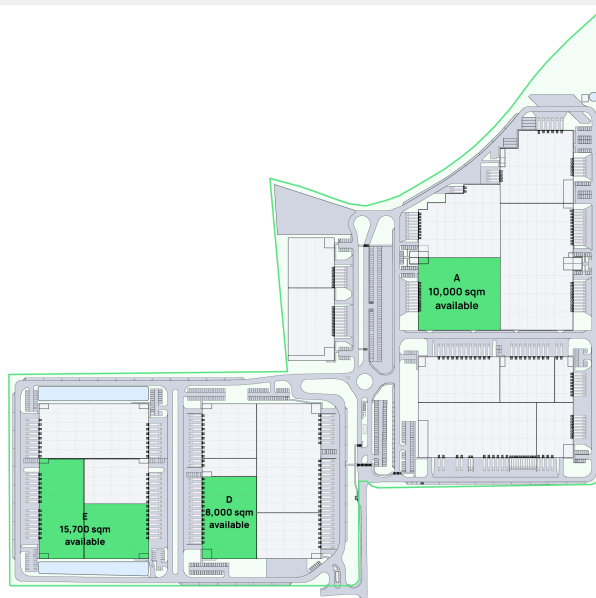 A
10,000 sqm
available
D
8,000 sqm
available
E
15,700 sqm
available